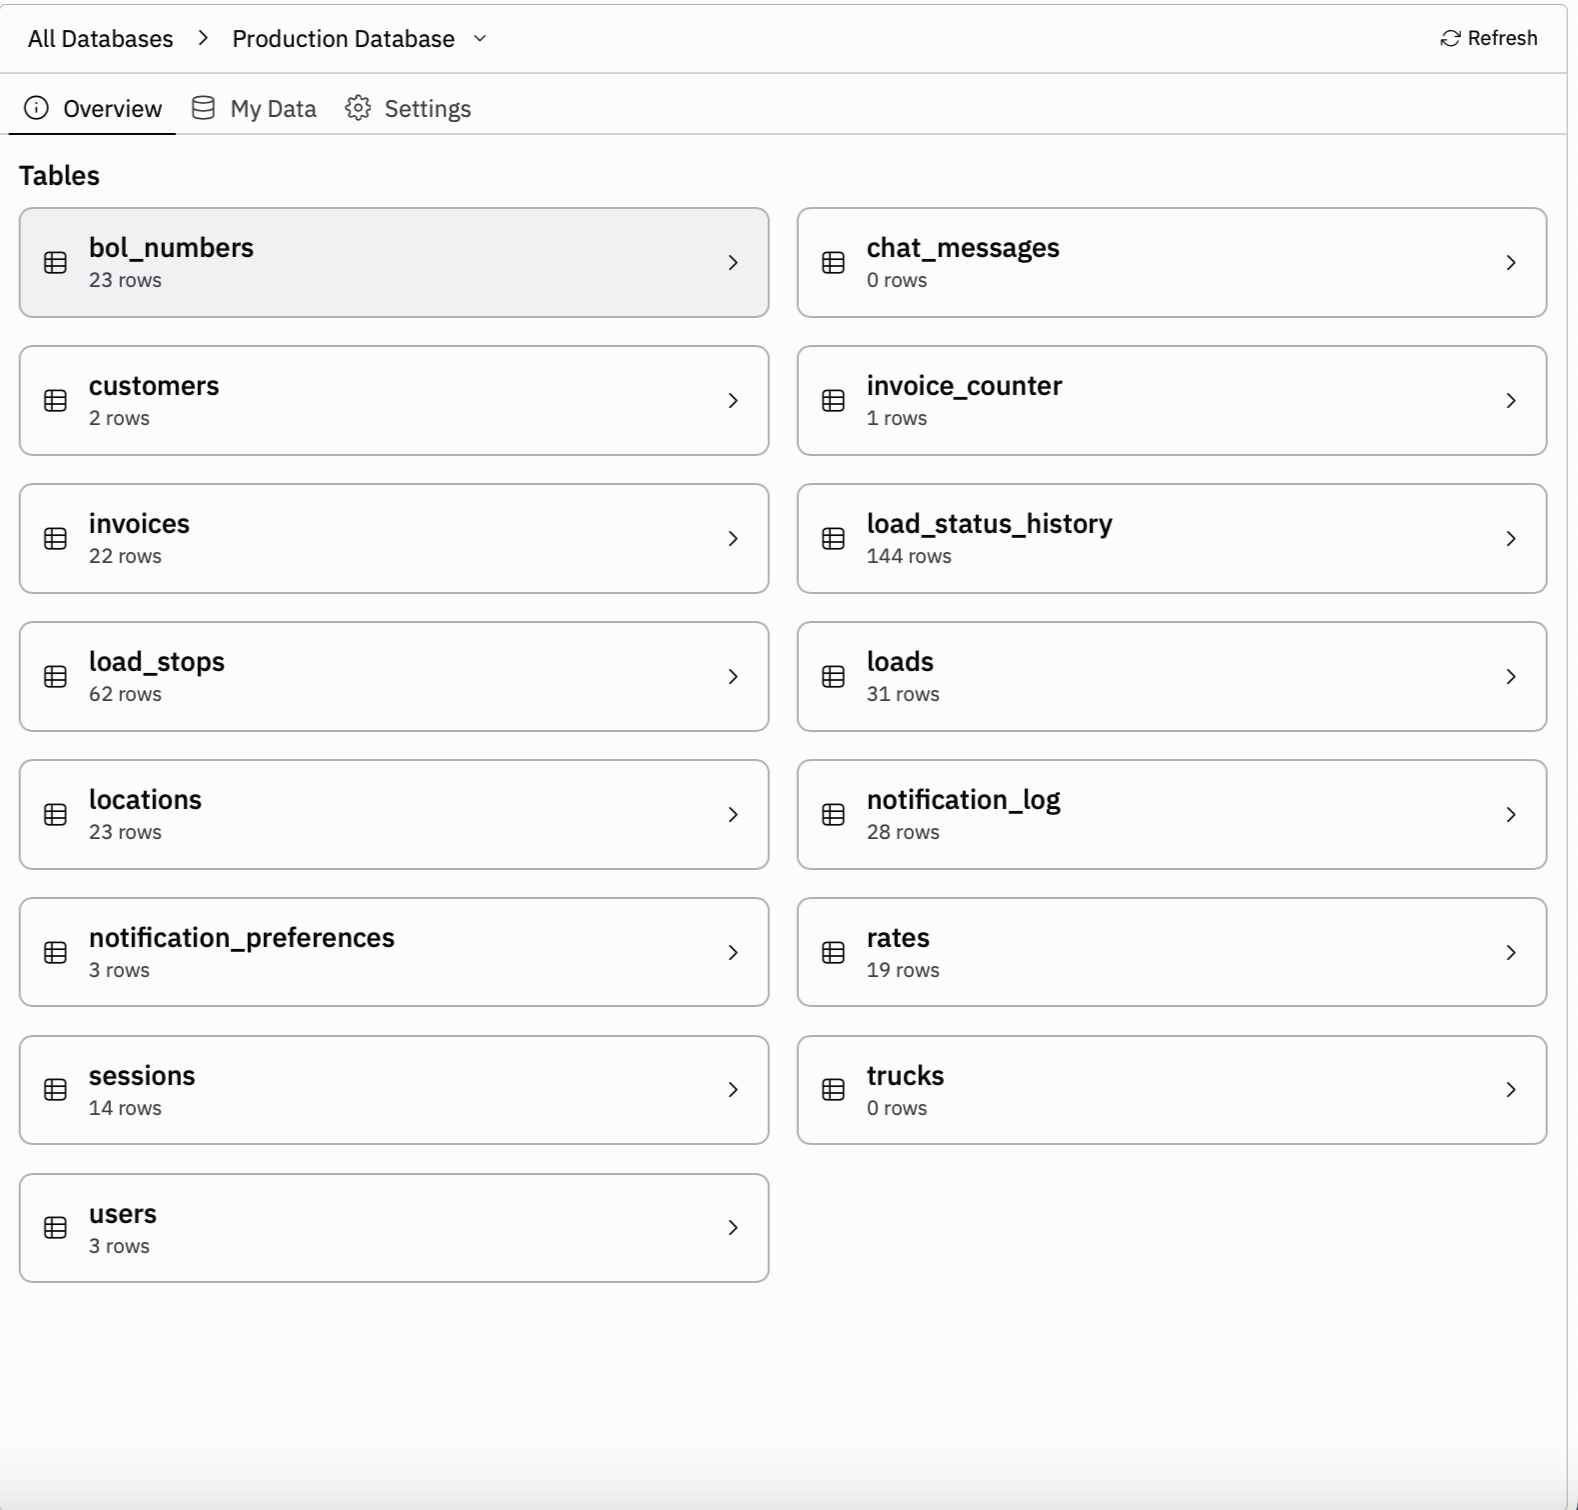 All Databases > Production Database
Refresh
Overview
My Data
Settings
Tables
bol_numbers
23 rows
chat_messages
0 rows
customers
2 rows
invoice_counter
1 rows
invoices
22 rows
load_status_history
144 rows
load_stops
62 rows
loads
31 rows
locations
23 rows
notification_log
28 rows
notification_preferences
3 rows
rates
19 rows
sessions
14 rows
trucks
0 rows
users
3 rows